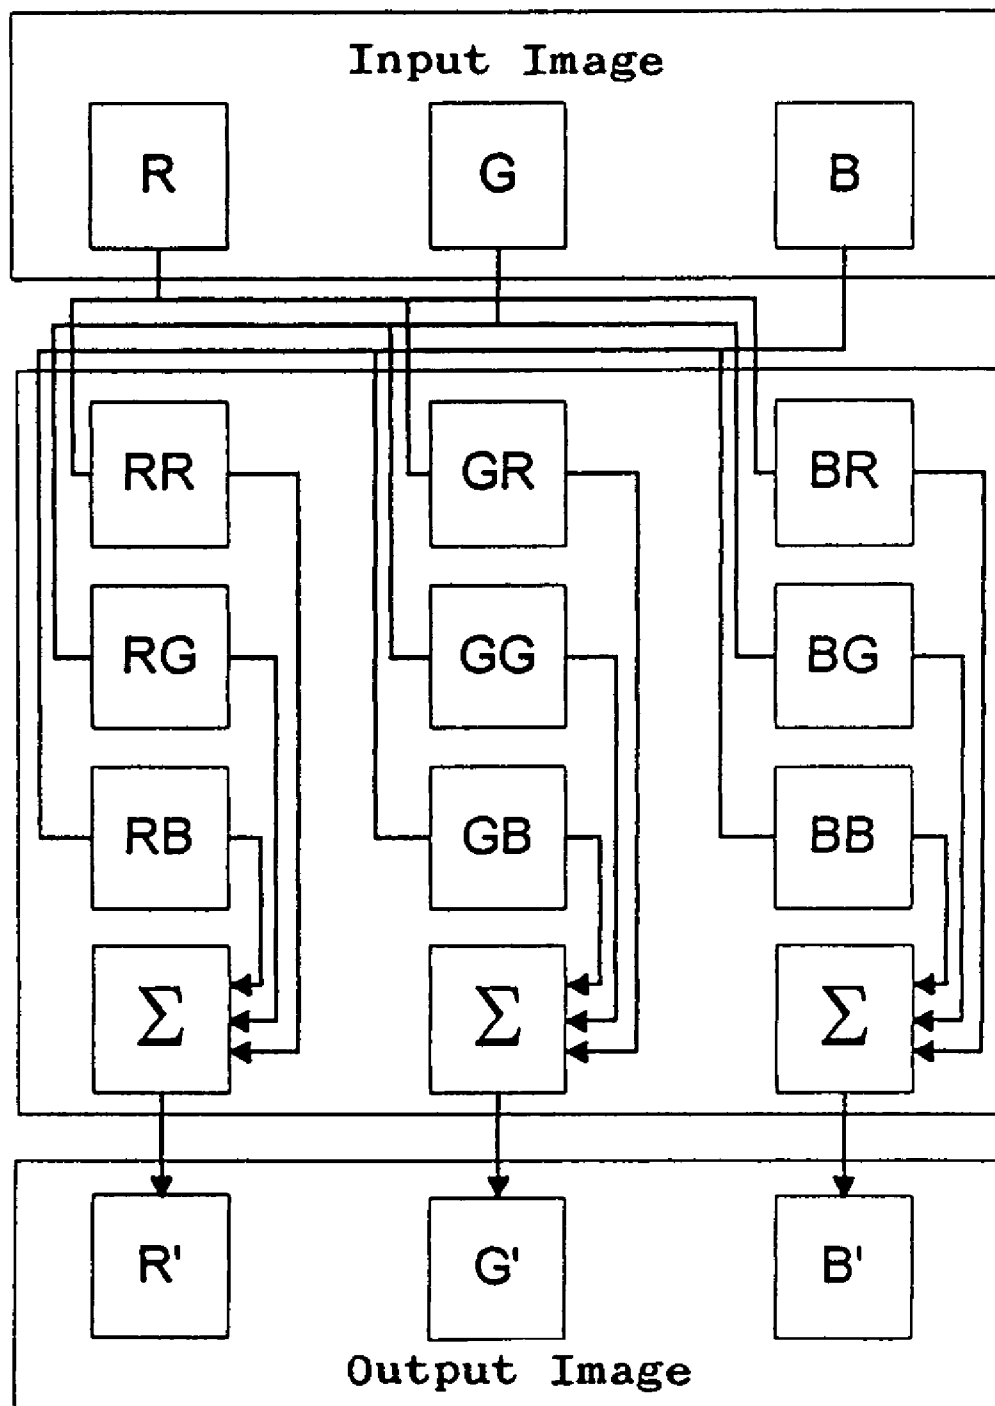 Input Image
R G B
RR GR BR
RG GG BG
RB GB BB
Σ Σ Σ
R' G' B'
Output Image